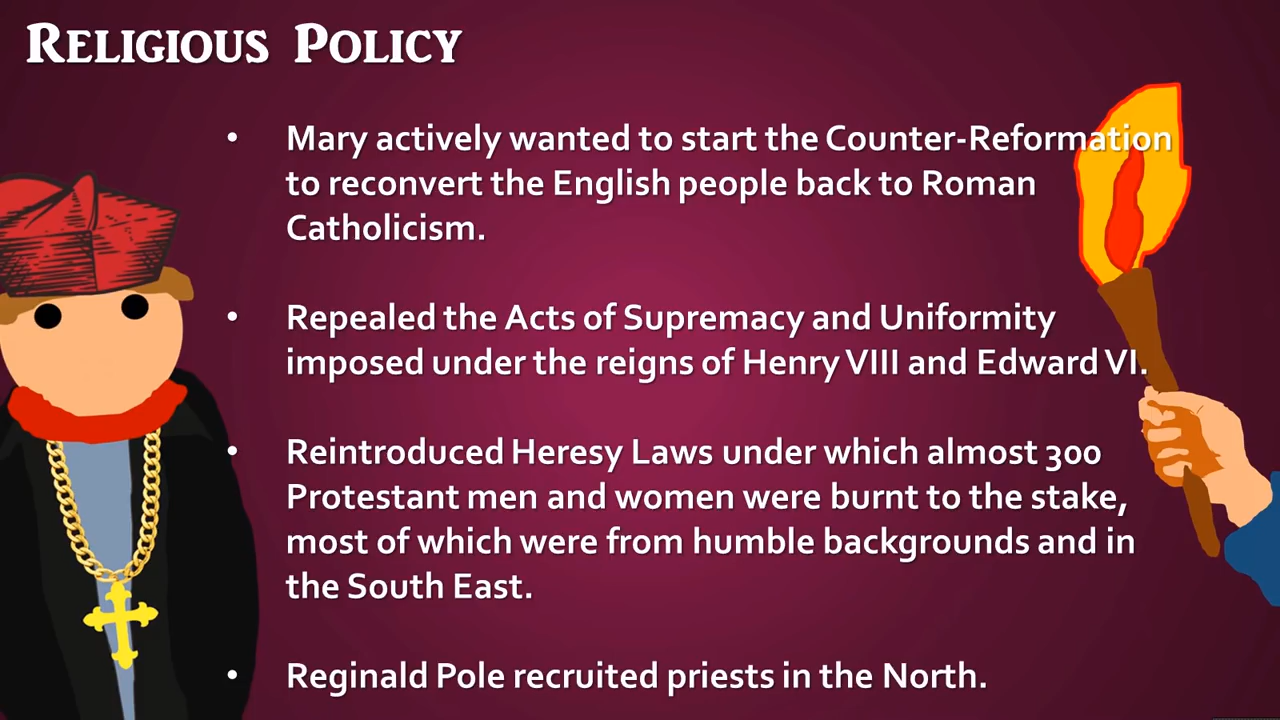 Religious Policy
• Mary actively wanted to start the Counter-Reformation
to reconvert the English people back to Roman
Catholicism.
• Repealed the Acts of Supremacy and Uniformity
imposed under the reigns of Henry VIII and Edward VI.
• Reintroduced Heresy Laws under which almost 300
Protestant men and women were burnt to the stake,
most of which were from humble backgrounds and in
the South East.
• Reginald Pole recruited priests in the North.